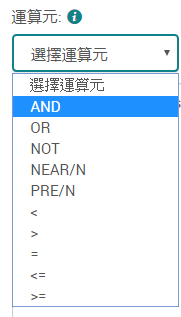 運算元:
選擇運算元
選擇運算元
AND
OR
NOT
NEAR/N
PRE/N
<
>
=
<=
>=